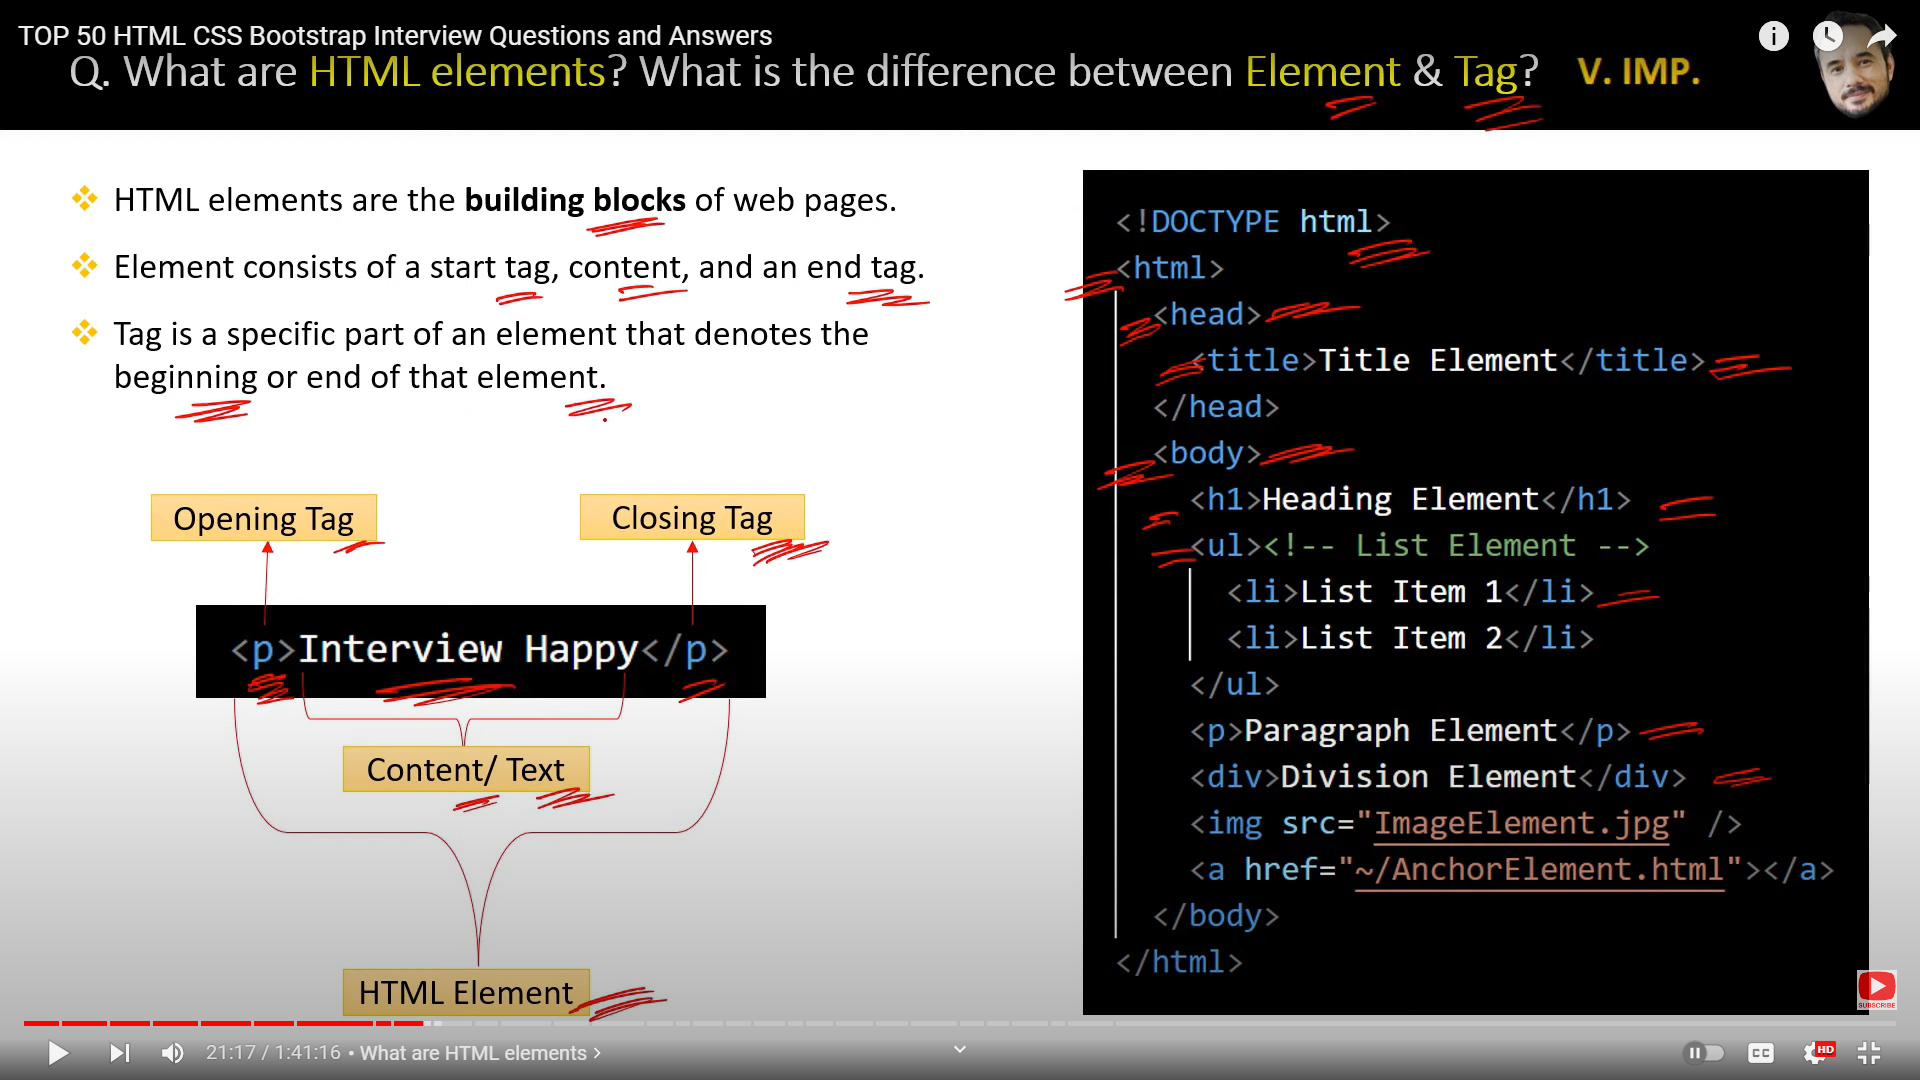 TOP 50 HTML CSS Bootstrap Interview Questions and Answers
Q. What are HTML elements? What is the difference between Element & Tag? V. IMP.
HTML elements are the building blocks of web pages.
Element consists of a start tag, content, and an end tag.
Tag is a specific part of an element that denotes the
beginning or end of that element.
Opening Tag
Closing Tag
<p>Interview Happy</p>
Content/ Text
HTML Element
<!DOCTYPE html>
<html>
<head>
<title>Title Element</title>
</head>
<body>
<h1>Heading Element</h1>
<ul><!-- List Element -->
<li>List Item 1</li>
<li>List Item 2</li>
</ul>
<p>Paragraph Element</p>
<div>Division Element</div>
<img src="ImageElement.jpg" />
<a href="~/AnchorElement.html"></a>
</body>
</html>
SUBSCRIBE
21:17 / 1:41:16 • What are HTML elements >
CC
HD